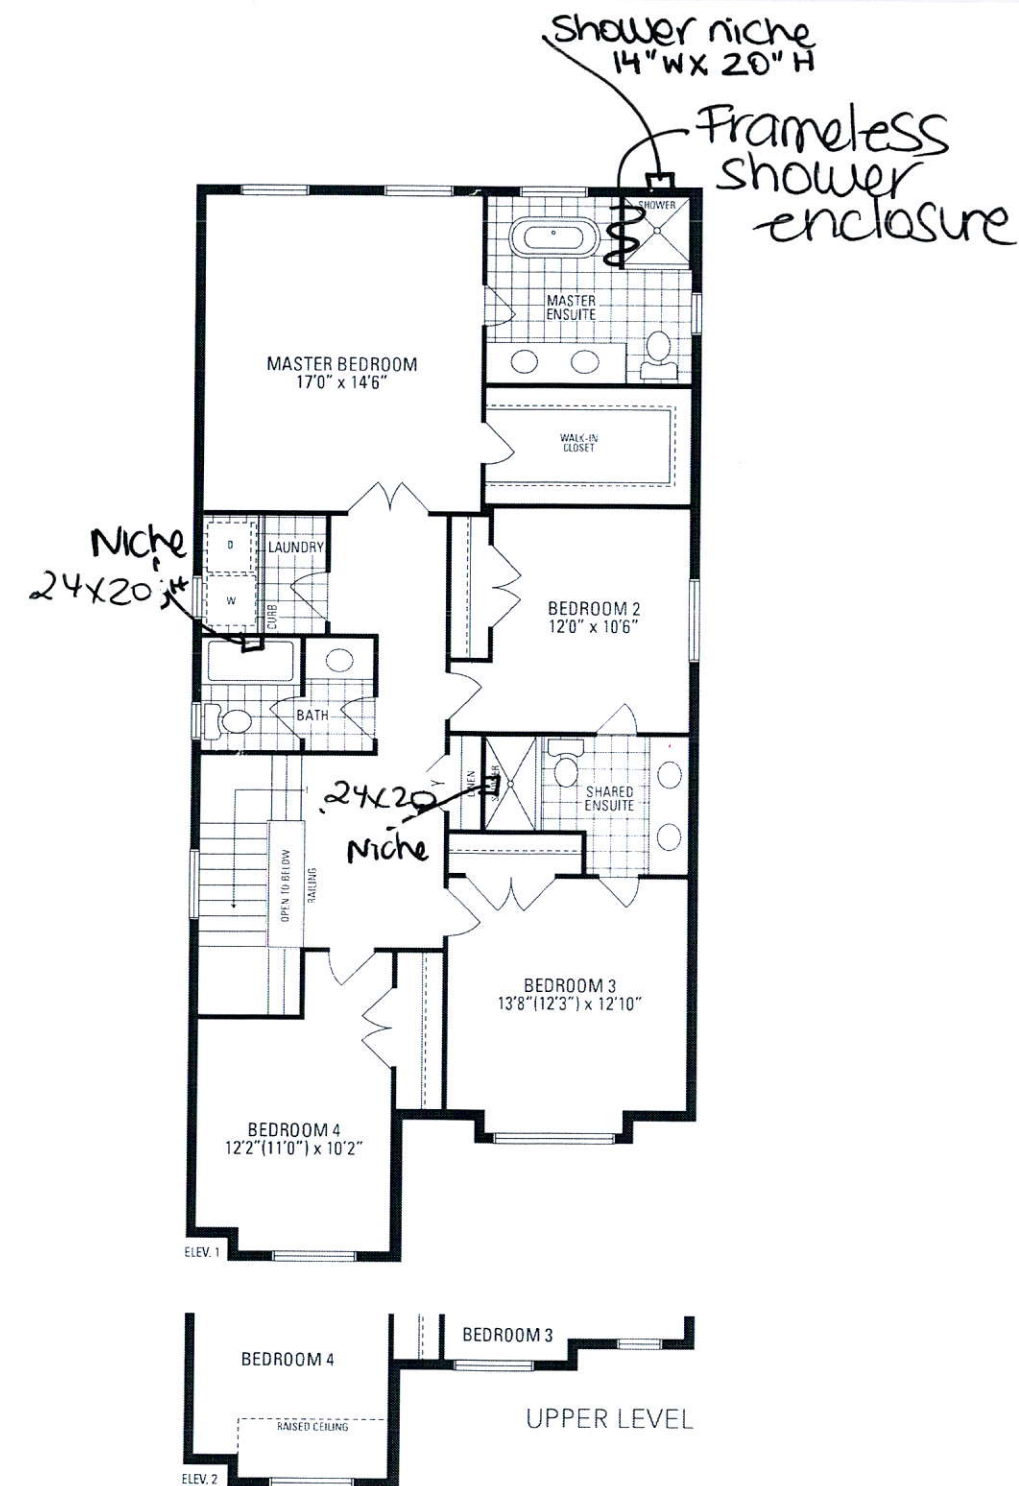 Shower niche
14"W X 20"H
Frameless
shower
enclosure
SHOWER
MASTER
ENSUITE
MASTER BEDROOM
17'0" x 14'6"
WALK-IN
CLOSET
Niche
24X20"H
D
LAUNDRY
W
CURB
BEDROOM 2
12'0" x 10'6"
BATH
24X20
Niche
LINEN
SHOWER
SHARED
ENSUITE
OPEN TO BELOW
RAILING
BEDROOM 3
13'8"(12'3") x 12'10"
BEDROOM 4
12'2"(11'0") x 10'2"
ELEV. 1
BEDROOM 3
BEDROOM 4
RAISED CEILING
UPPER LEVEL
ELEV. 2